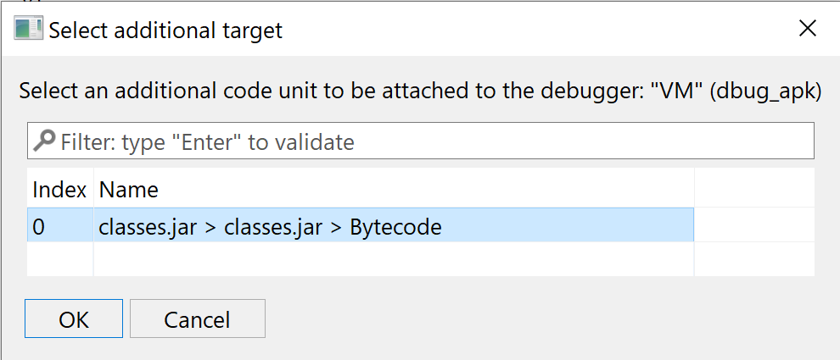 Select additional target
Select an additional code unit to be attached to the debugger: "VM" (dbug_apk)
Filter: type "Enter" to validate
Index Name
0 classes.jar > classes.jar > Bytecode
OK Cancel